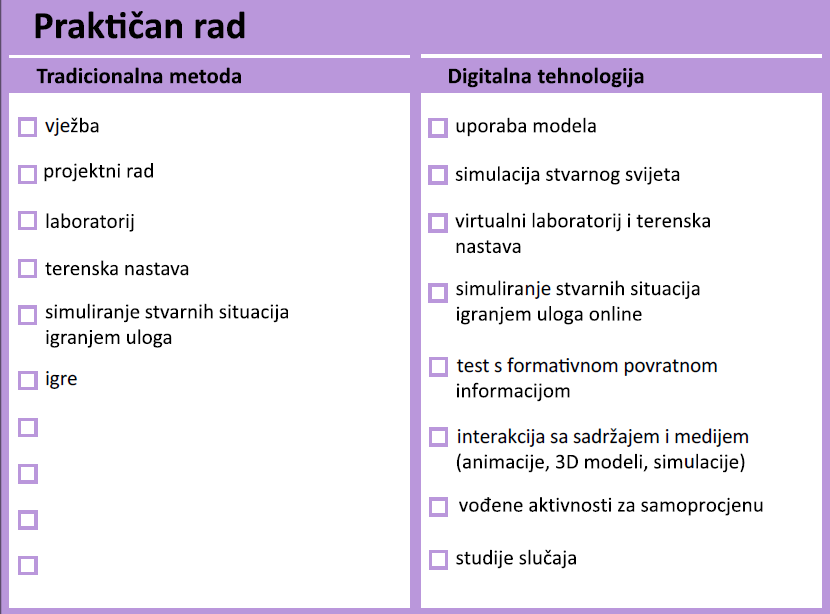 Praktičan rad
Tradicionalna metoda
vježba
projektni rad
laboratorij
terenska nastava
simuliranje stvarnih situacija
igranjem uloga
igre
Digitalna tehnologija
uporaba modela
simulacija stvarnog svijeta
virtualni laboratorij i terenska
nastava
simuliranje stvarnih situacija
igranjem uloga online
test s formativnom povratnom
informacijom
interakcija sa sadržajem i medijem
(animacije, 3D modeli, simulacije)
vođene aktivnosti za samoprocjenu
studije slučaja